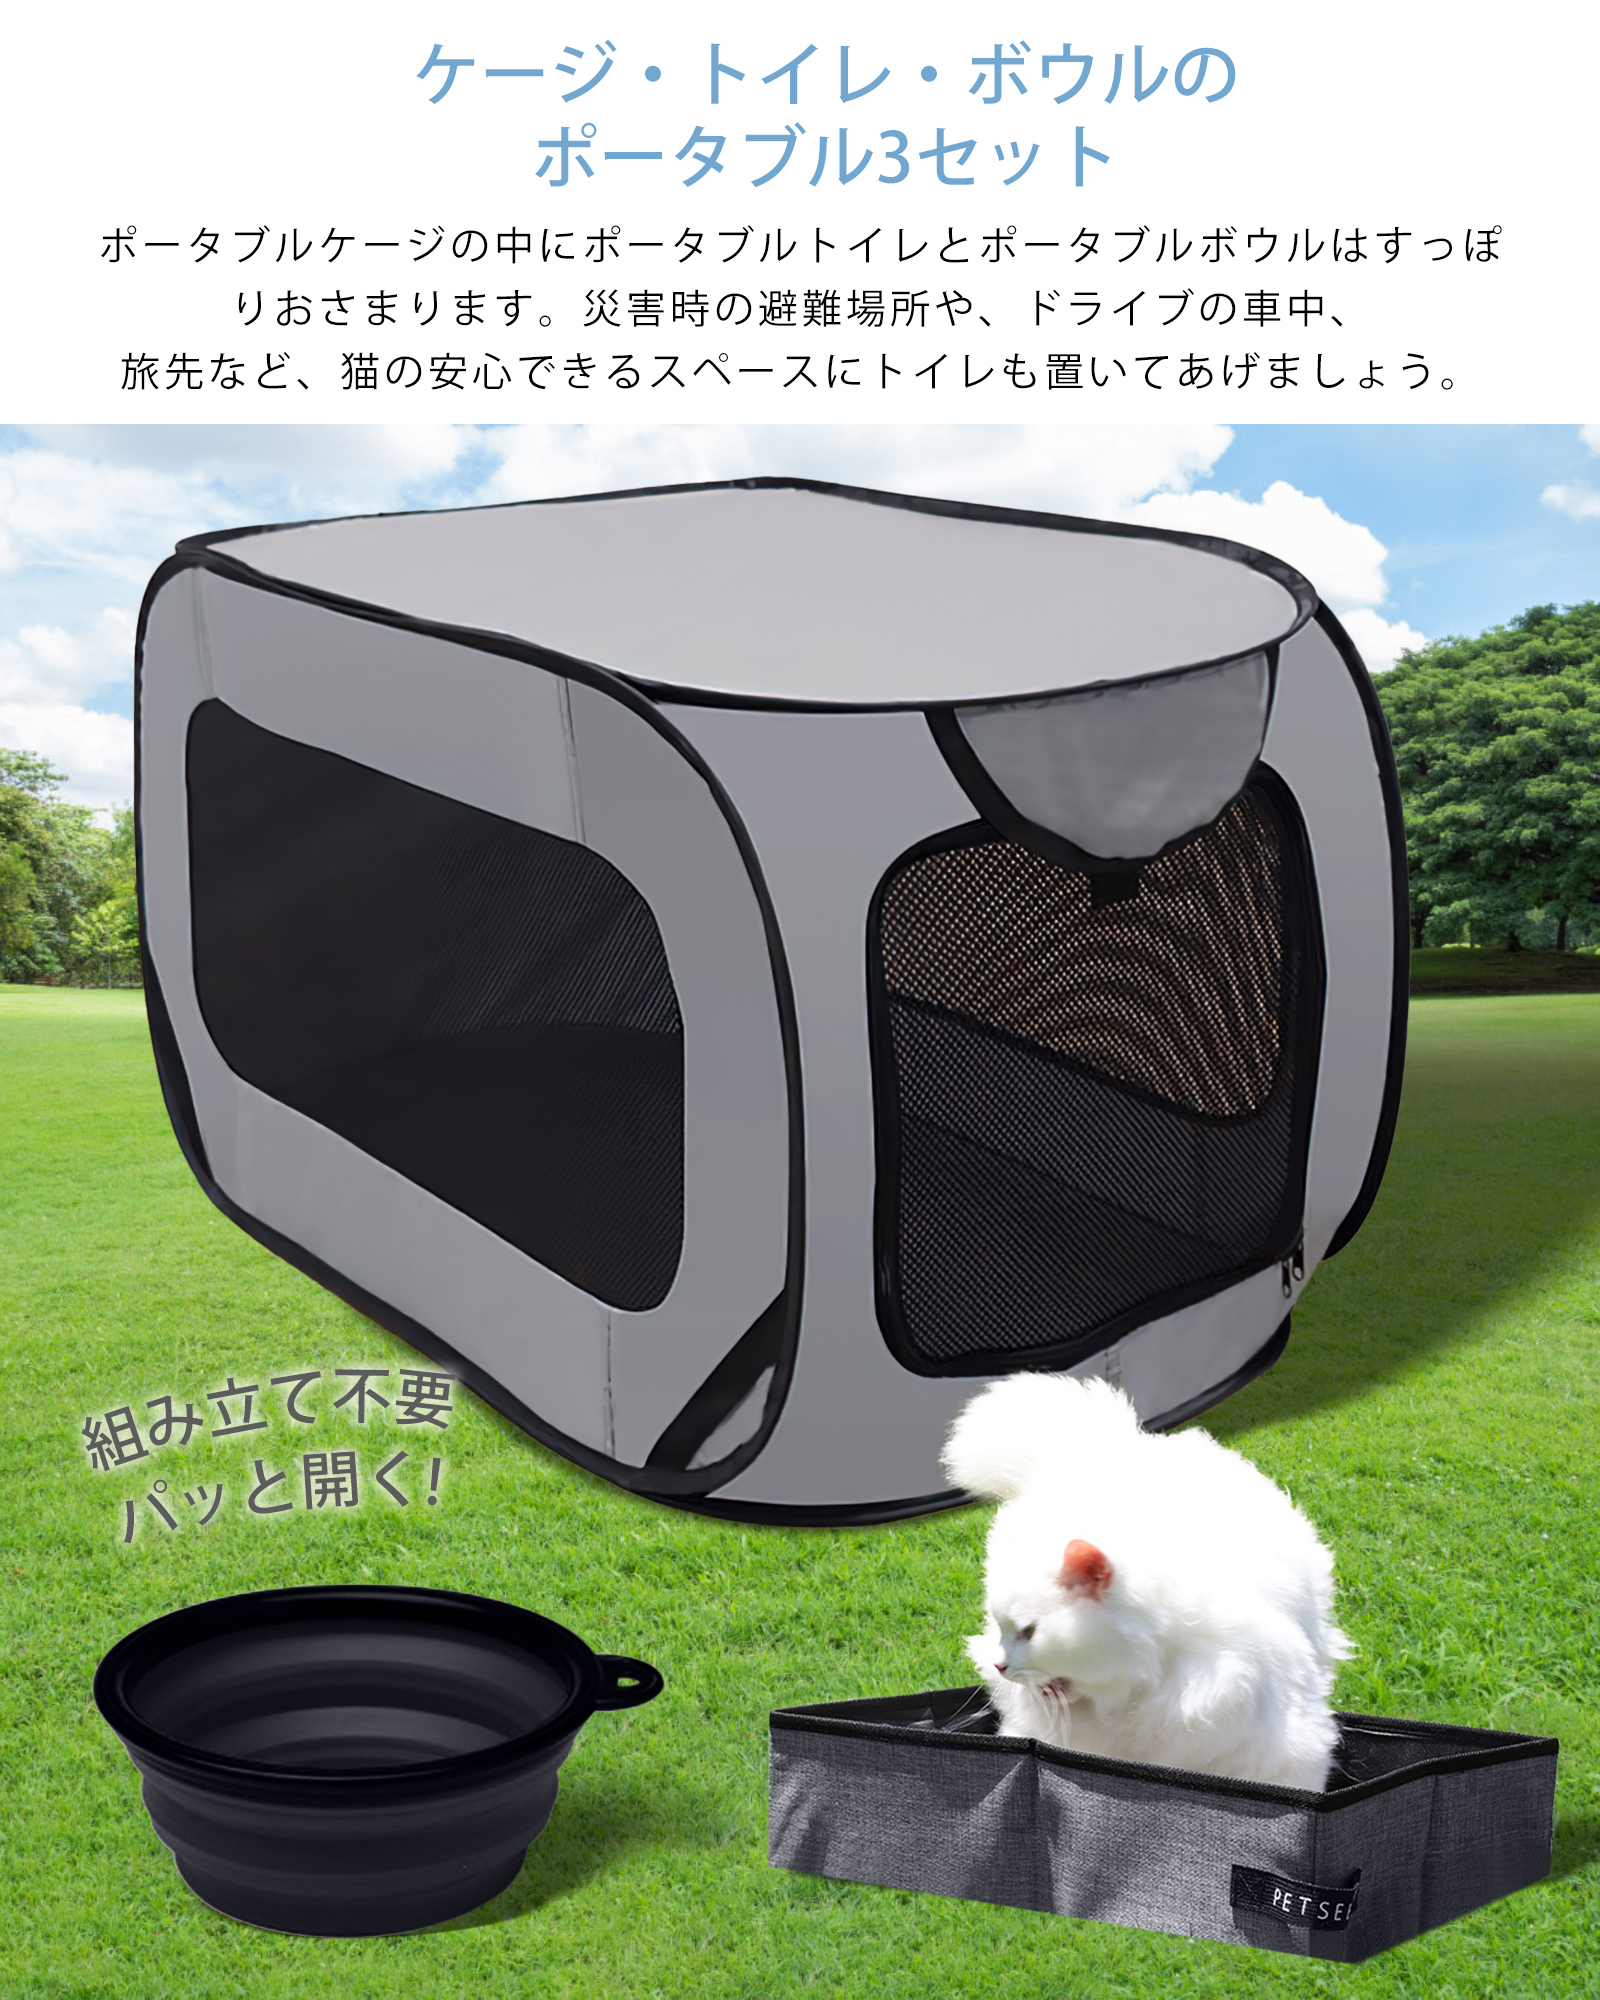 ケージ・トイレ・ボウルの
ポータブル3セット
ポータブルケージの中にポータブルトイレとポータブルボウルはすっぽ
りおさまります。災害時の避難場所や、ドライブの車中、
旅先など、猫の安心できるスペースにトイレも置いてあげましょう。
組み立て不要
パッと開く!
PET SEE